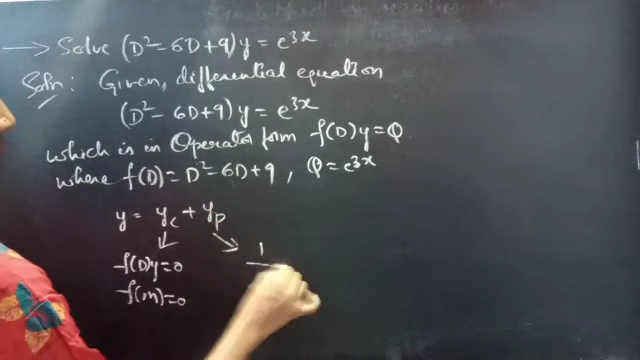 → Solve (D²-6D+9)y = e^3x
Soln: Given, differential equation
(D²-6D+9)y = e^3x
which is in Operator form f(D)y = Q
where f(D) = D²-6D+9, Q = e^3x
y = y_c + y_p
f(D)y=0
1
f(m)=0